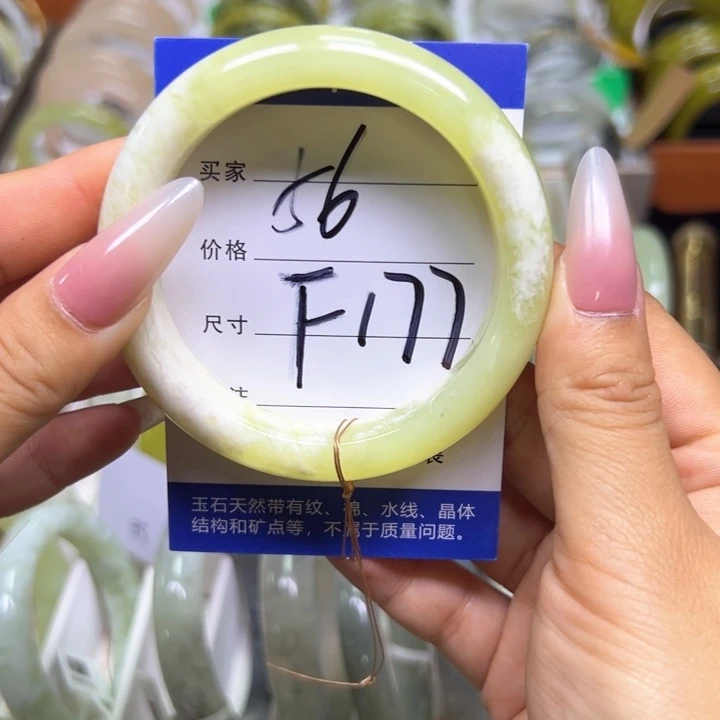 买家 56
价格
尺寸 F177
玉石天然带有纹、棉、水线、晶体
结构和矿点等，不属于质量问题。